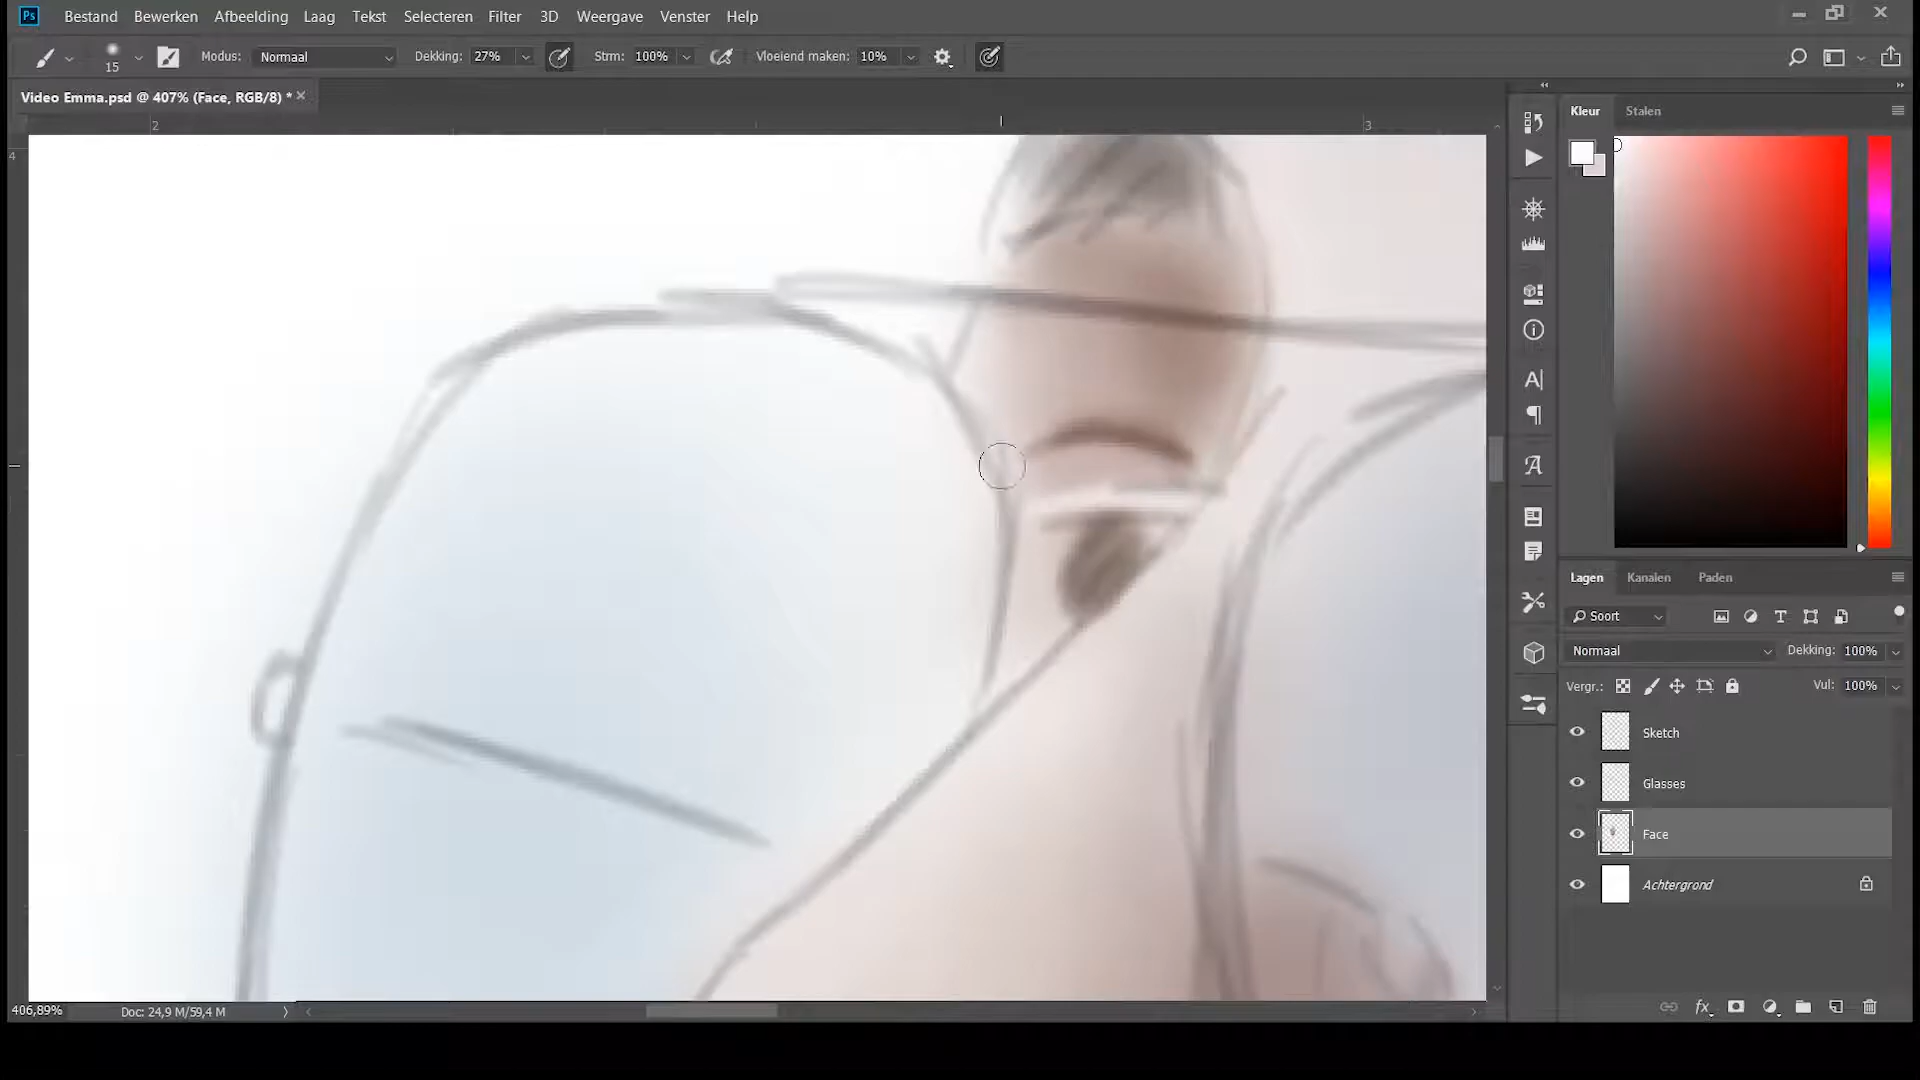 Ps Bestand Bewerken Afbeelding Laag Tekst Selecteren Filter 3D Weergave Venster Help
15 Modus: Normaal Dekking: 27% Strm: 100% Vloeiend maken: 10%
Video Emma.psd @ 407% (Face, RGB/8) *
2 3
4
Kleur Stalen
Lagen Kanalen Paden
Soort
Normaal Dekking: 100%
Vergr.: Vul: 100%
Sketch
Glasses
Face
Achtergrond
406,89% Doc: 24,9 M/59,4 M
fx